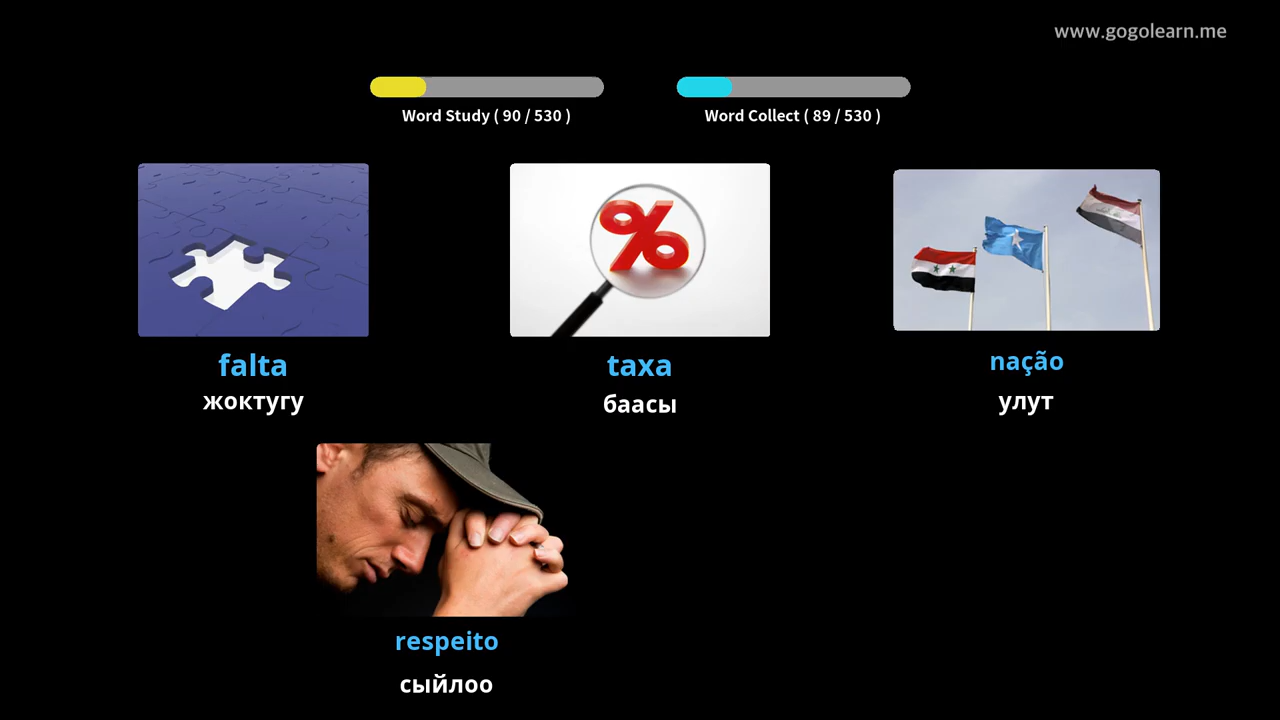 www.gogolearn.me
Word Study ( 90 / 530 )
Word Collect ( 89 / 530 )
%
falta
taxa
nação
жоктугу
баасы
улут
respeito
сыйлоо